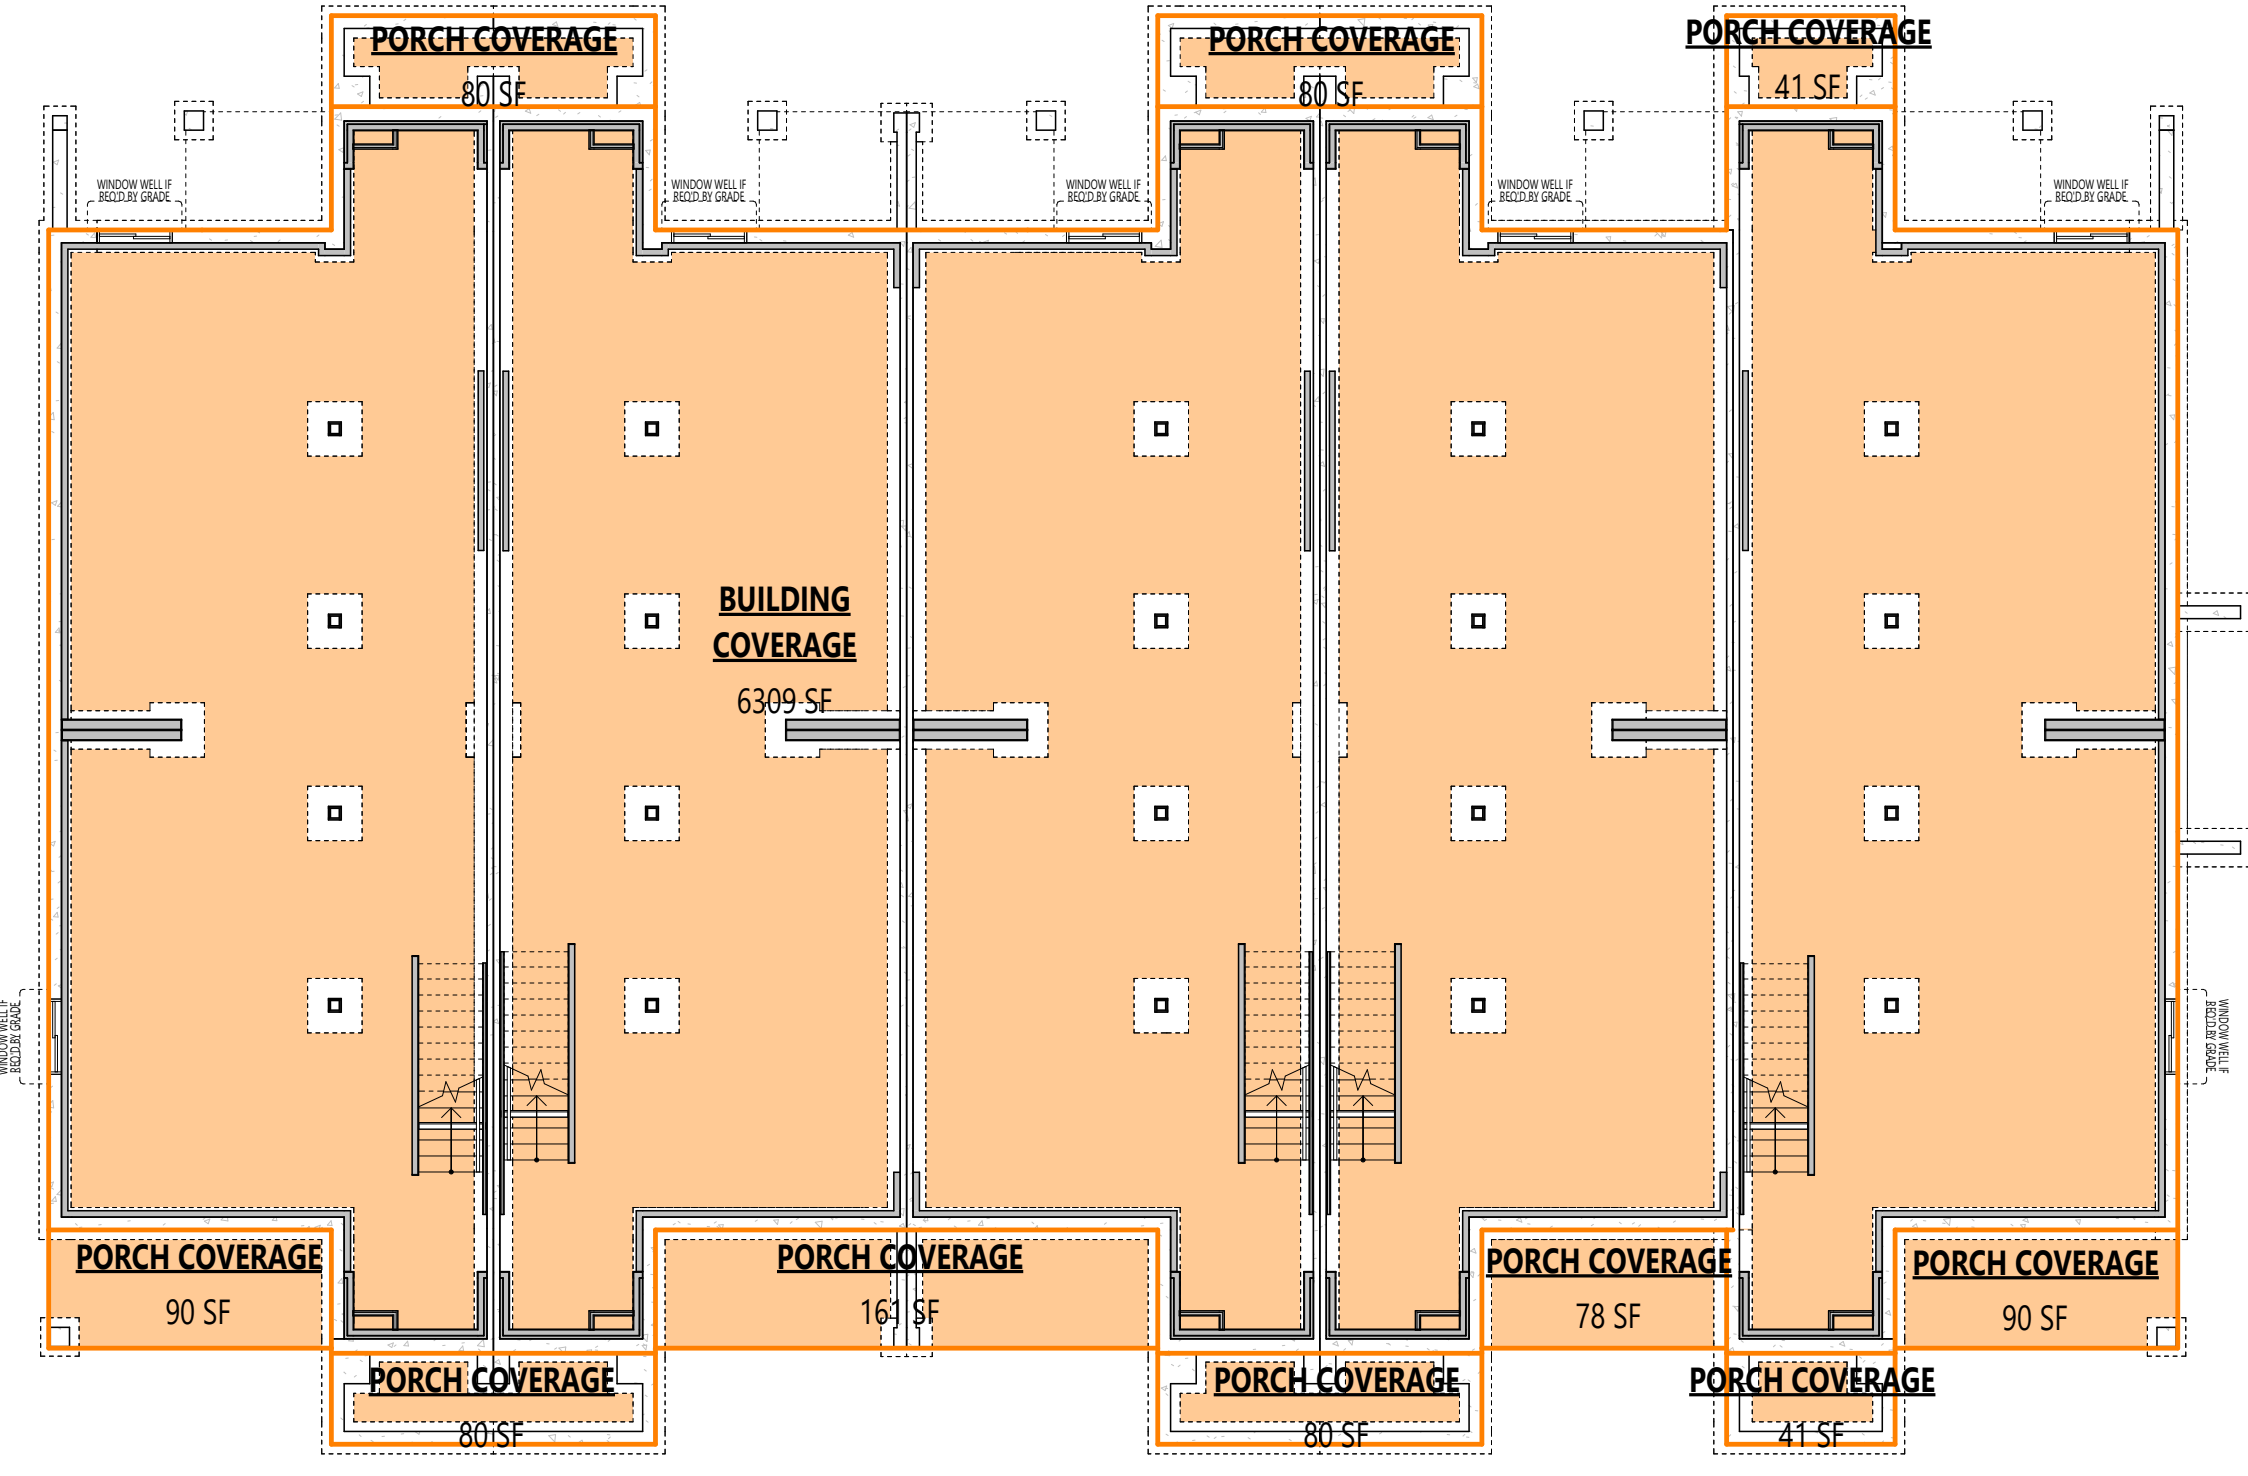 PORCH COVERAGE
80 SF
PORCH COVERAGE
80 SF
PORCH COVERAGE
41 SF
WINDOW WELL IF
REQ'D BY GRADE
WINDOW WELL IF
REQ'D BY GRADE
WINDOW WELL IF
REQ'D BY GRADE
WINDOW WELL IF
REQ'D BY GRADE
WINDOW WELL IF
REQ'D BY GRADE
BUILDING
COVERAGE
6309 SF
WINDOW WELL IF
REQ'D BY GRADE
WINDOW WELL IF
REQ'D BY GRADE
PORCH COVERAGE
90 SF
PORCH COVERAGE
161 SF
PORCH COVERAGE
78 SF
PORCH COVERAGE
90 SF
PORCH COVERAGE
80 SF
PORCH COVERAGE
80 SF
PORCH COVERAGE
41 SF